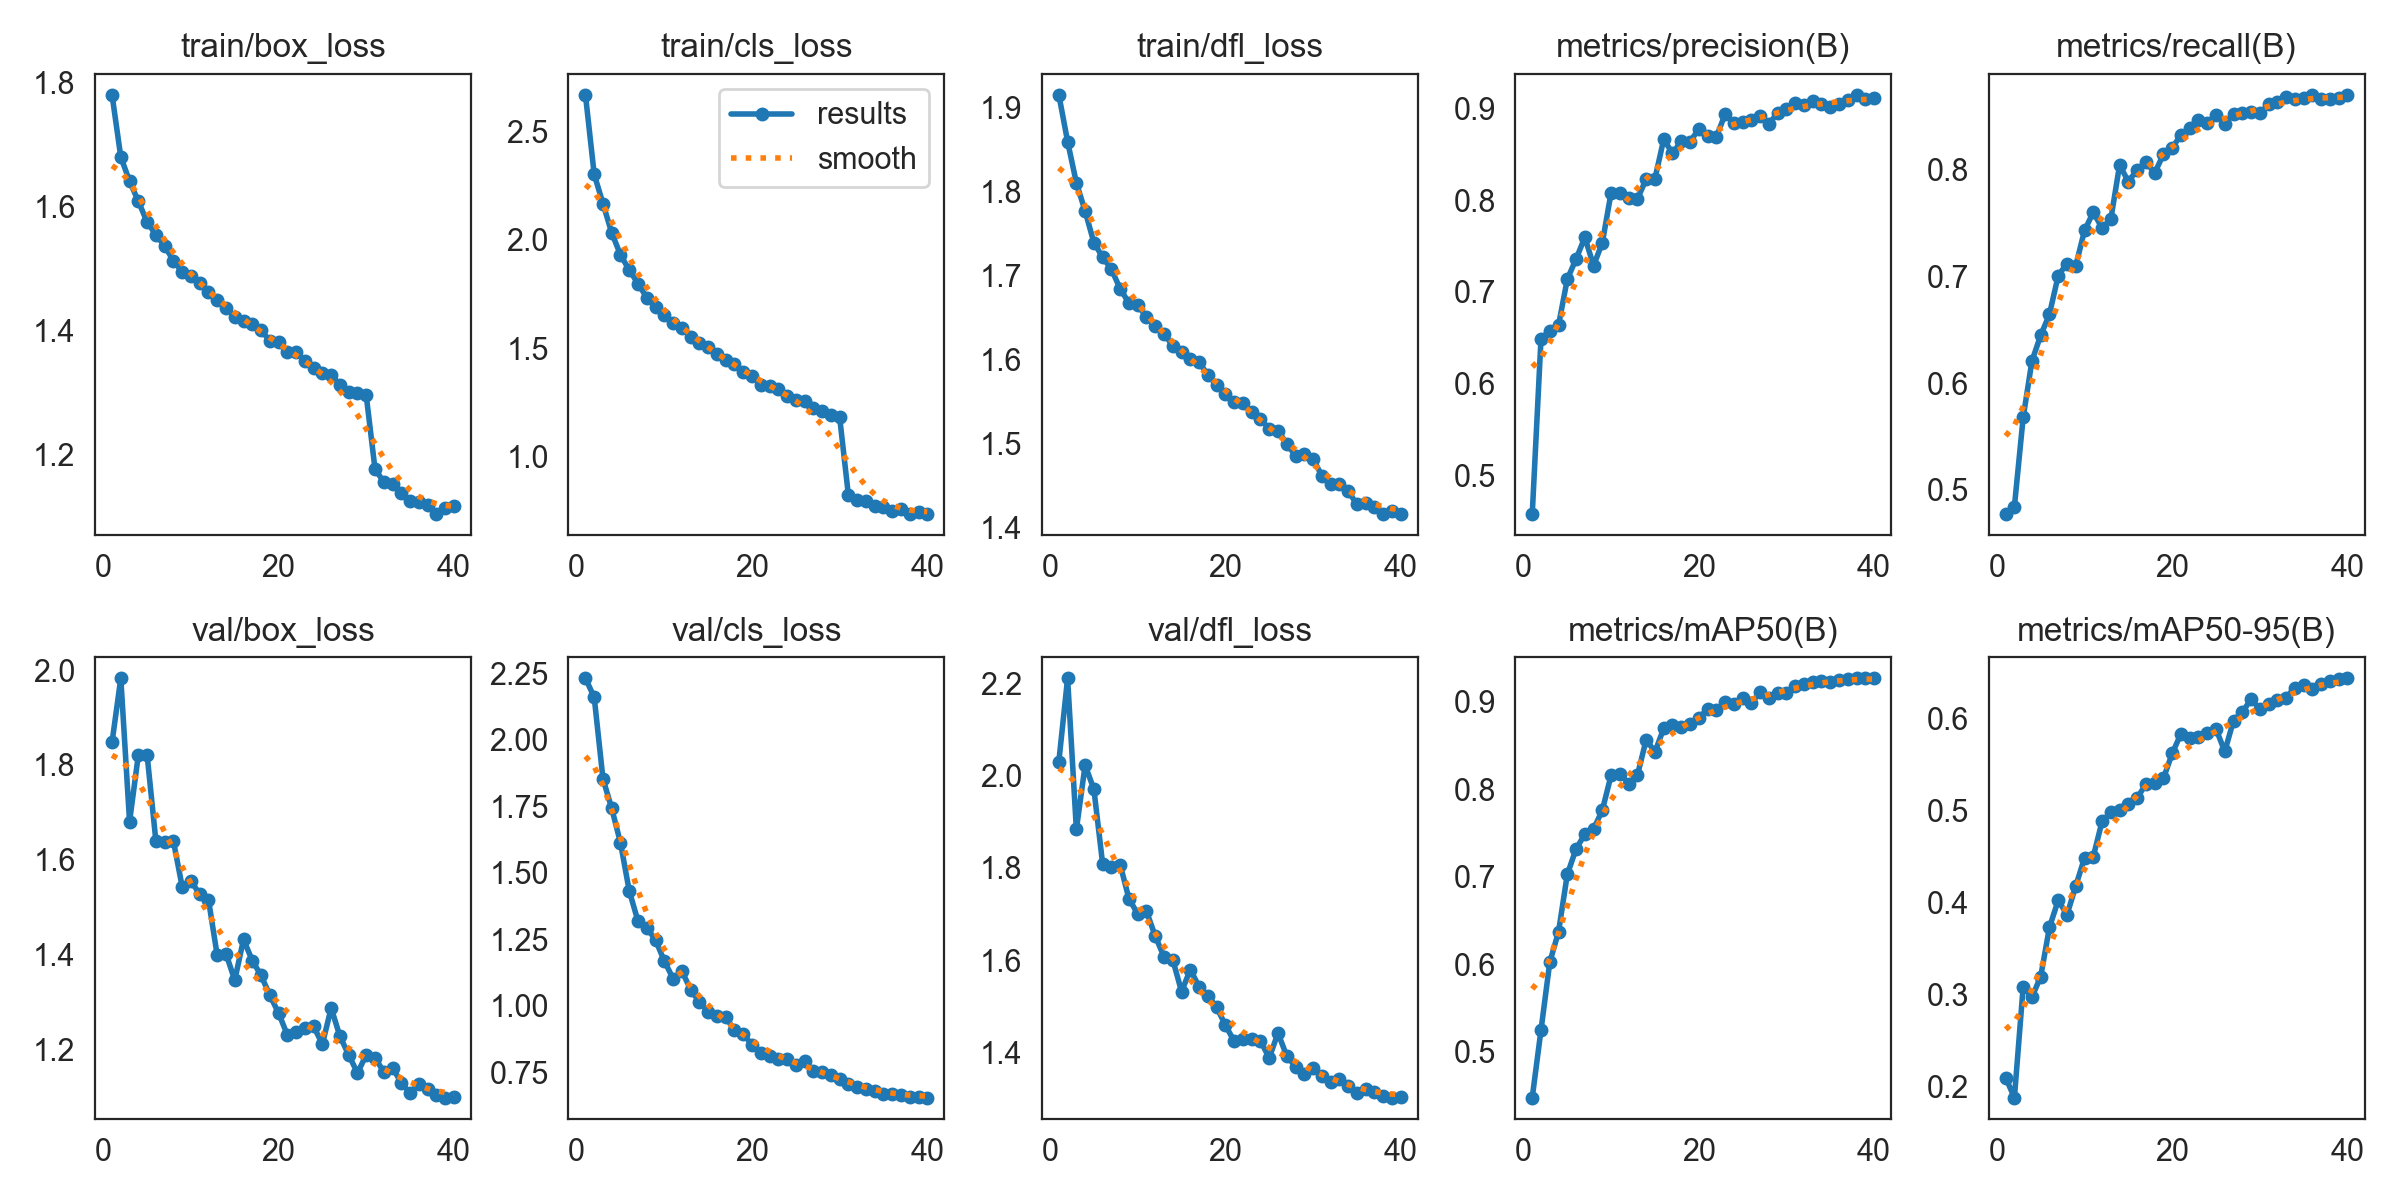 train/box_loss
1.8
1.6
1.4
1.2
0 20 40
train/cls_loss
results
smooth
2.5
2.0
1.5
1.0
0 20 40
train/dfl_loss
1.9
1.8
1.7
1.6
1.5
1.4
0 20 40
metrics/precision(B)
0.9
0.8
0.7
0.6
0.5
0 20 40
metrics/recall(B)
0.8
0.7
0.6
0.5
0 20 40
val/box_loss
2.0
1.8
1.6
1.4
1.2
0 20 40
val/cls_loss
2.25
2.00
1.75
1.50
1.25
1.00
0.75
0 20 40
val/dfl_loss
2.2
2.0
1.8
1.6
1.4
0 20 40
metrics/mAP50(B)
0.9
0.8
0.7
0.6
0.5
0 20 40
metrics/mAP50-95(B)
0.6
0.5
0.4
0.3
0.2
0 20 40